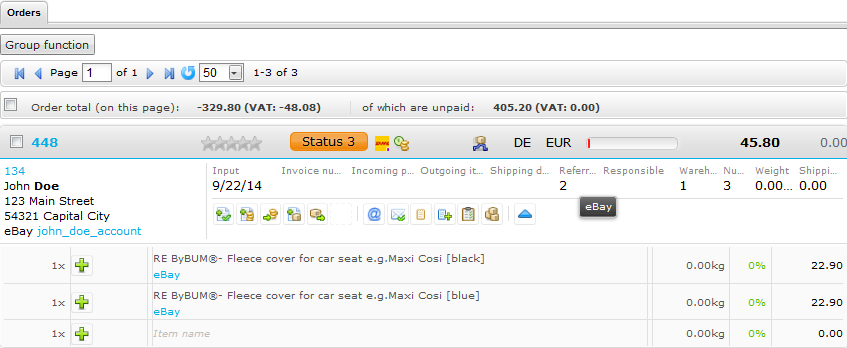 Orders
Group function
Page 1 of 1 50 1-3 of 3
Order total (on this page): -329.80 (VAT: -48.08) of which are unpaid: 405.20 (VAT: 0.00)
448 Status 3 DE EUR 45.80 0.00
134
John Doe
123 Main Street
54321 Capital City
eBay john_doe_account
Input Invoice nu... Incoming p... Outgoing it... Shipping d... Referr... Responsible Wareh... Nu... Weight Shippi...
9/22/14 2 1 3 0.00... 0.00
eBay
1x RE ByBUM®- Fleece cover for car seat e.g.Maxi Cosi [black] 0.00kg 0% 22.90
eBay
1x RE ByBUM®- Fleece cover for car seat e.g.Maxi Cosi [blue] 0.00kg 0% 22.90
eBay
1x Item name 0.00kg 0% 0.00